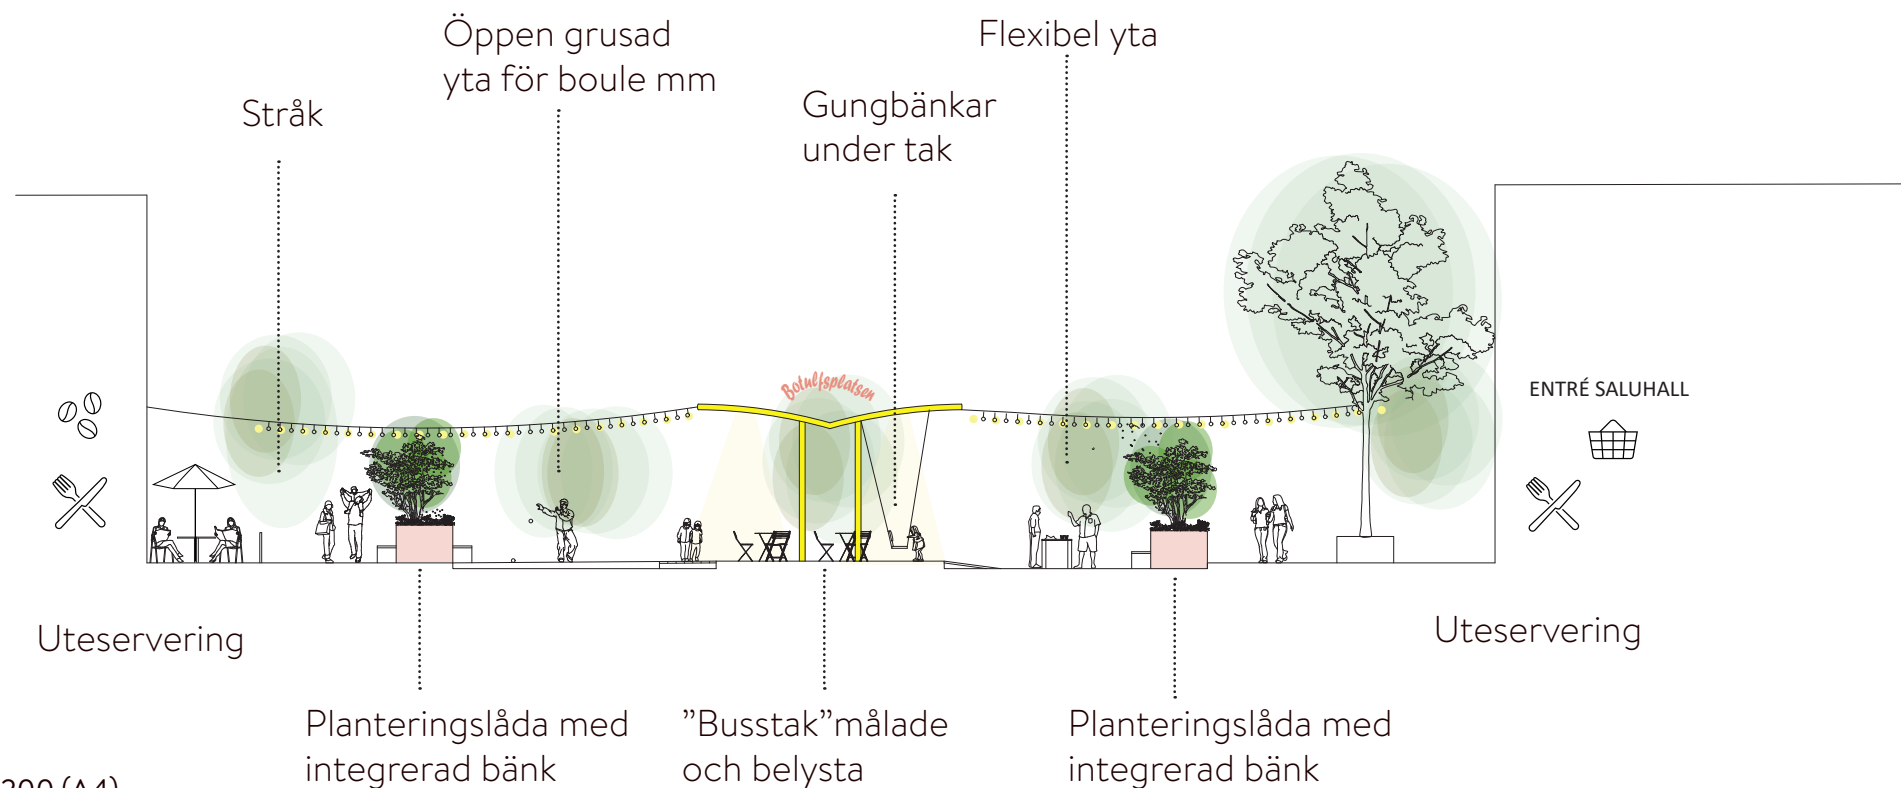 Öppen grusad
yta för boule mm
Flexibel yta
Stråk
Gungbänkar
under tak
Botulfsplatsen
ENTRÉ SALUHALL
Uteservering
Uteservering
Planteringslåda med
integrerad bänk
”Busstak”målade
och belysta
Planteringslåda med
integrerad bänk